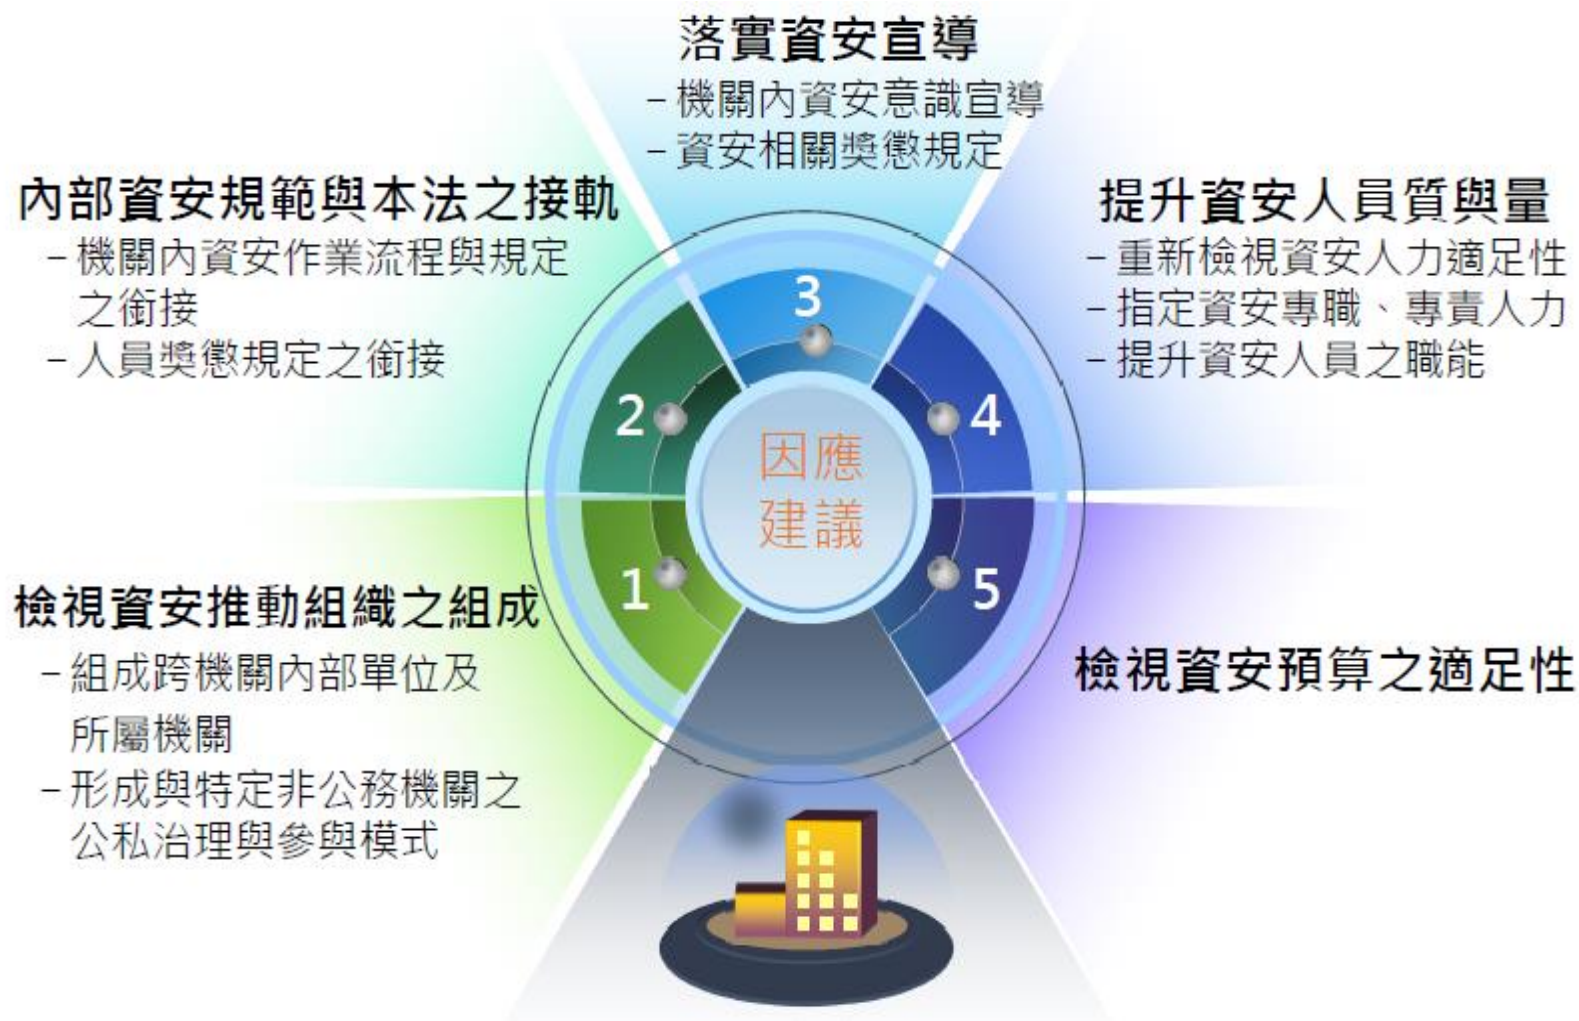 落實資安宣導
–機關內資安意識宣導
–資安相關獎懲規定
內部資安規範與本法之接軌
–機關內資安作業流程與規定
之銜接
–人員獎懲規定之銜接
提升資安人員質與量
–重新檢視資安人力適足性
–指定資安專職、專責人力
–提升資安人員之職能
3
2
4
因應
建議
1
5
檢視資安推動組織之組成
–組成跨機關內部單位及
所屬機關
–形成與特定非公務機關之
公私治理與參與模式
檢視資安預算之適足性